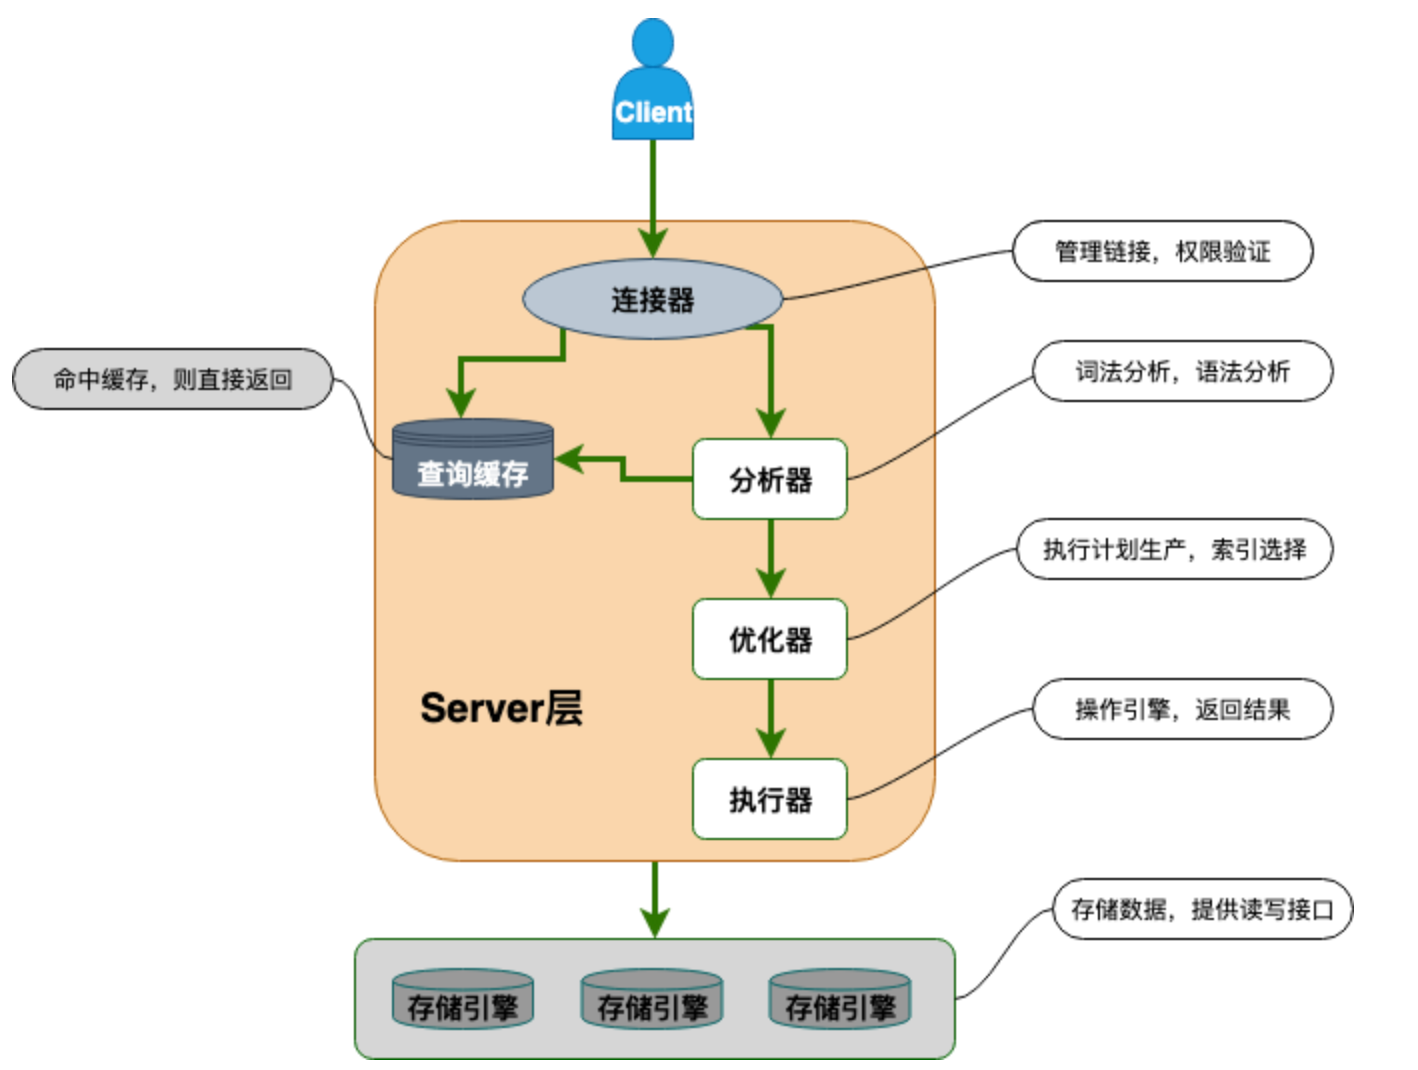 Client
管理链接，权限验证
连接器
词法分析，语法分析
命中缓存，则直接返回
查询缓存
分析器
执行计划生产，索引选择
优化器
Server层
操作引擎，返回结果
执行器
存储数据，提供读写接口
存储引擎
存储引擎
存储引擎